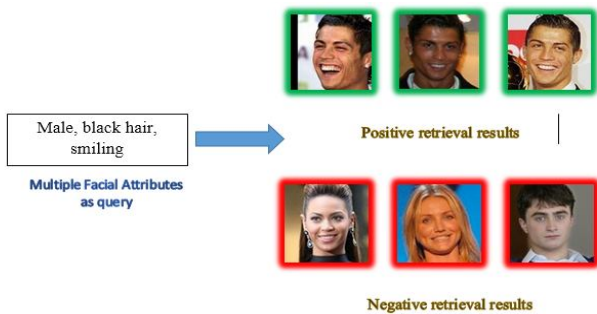 Male, black hair,
smiling
Multiple Facial Attributes
as query
Positive retrieval results
Negative retrieval results